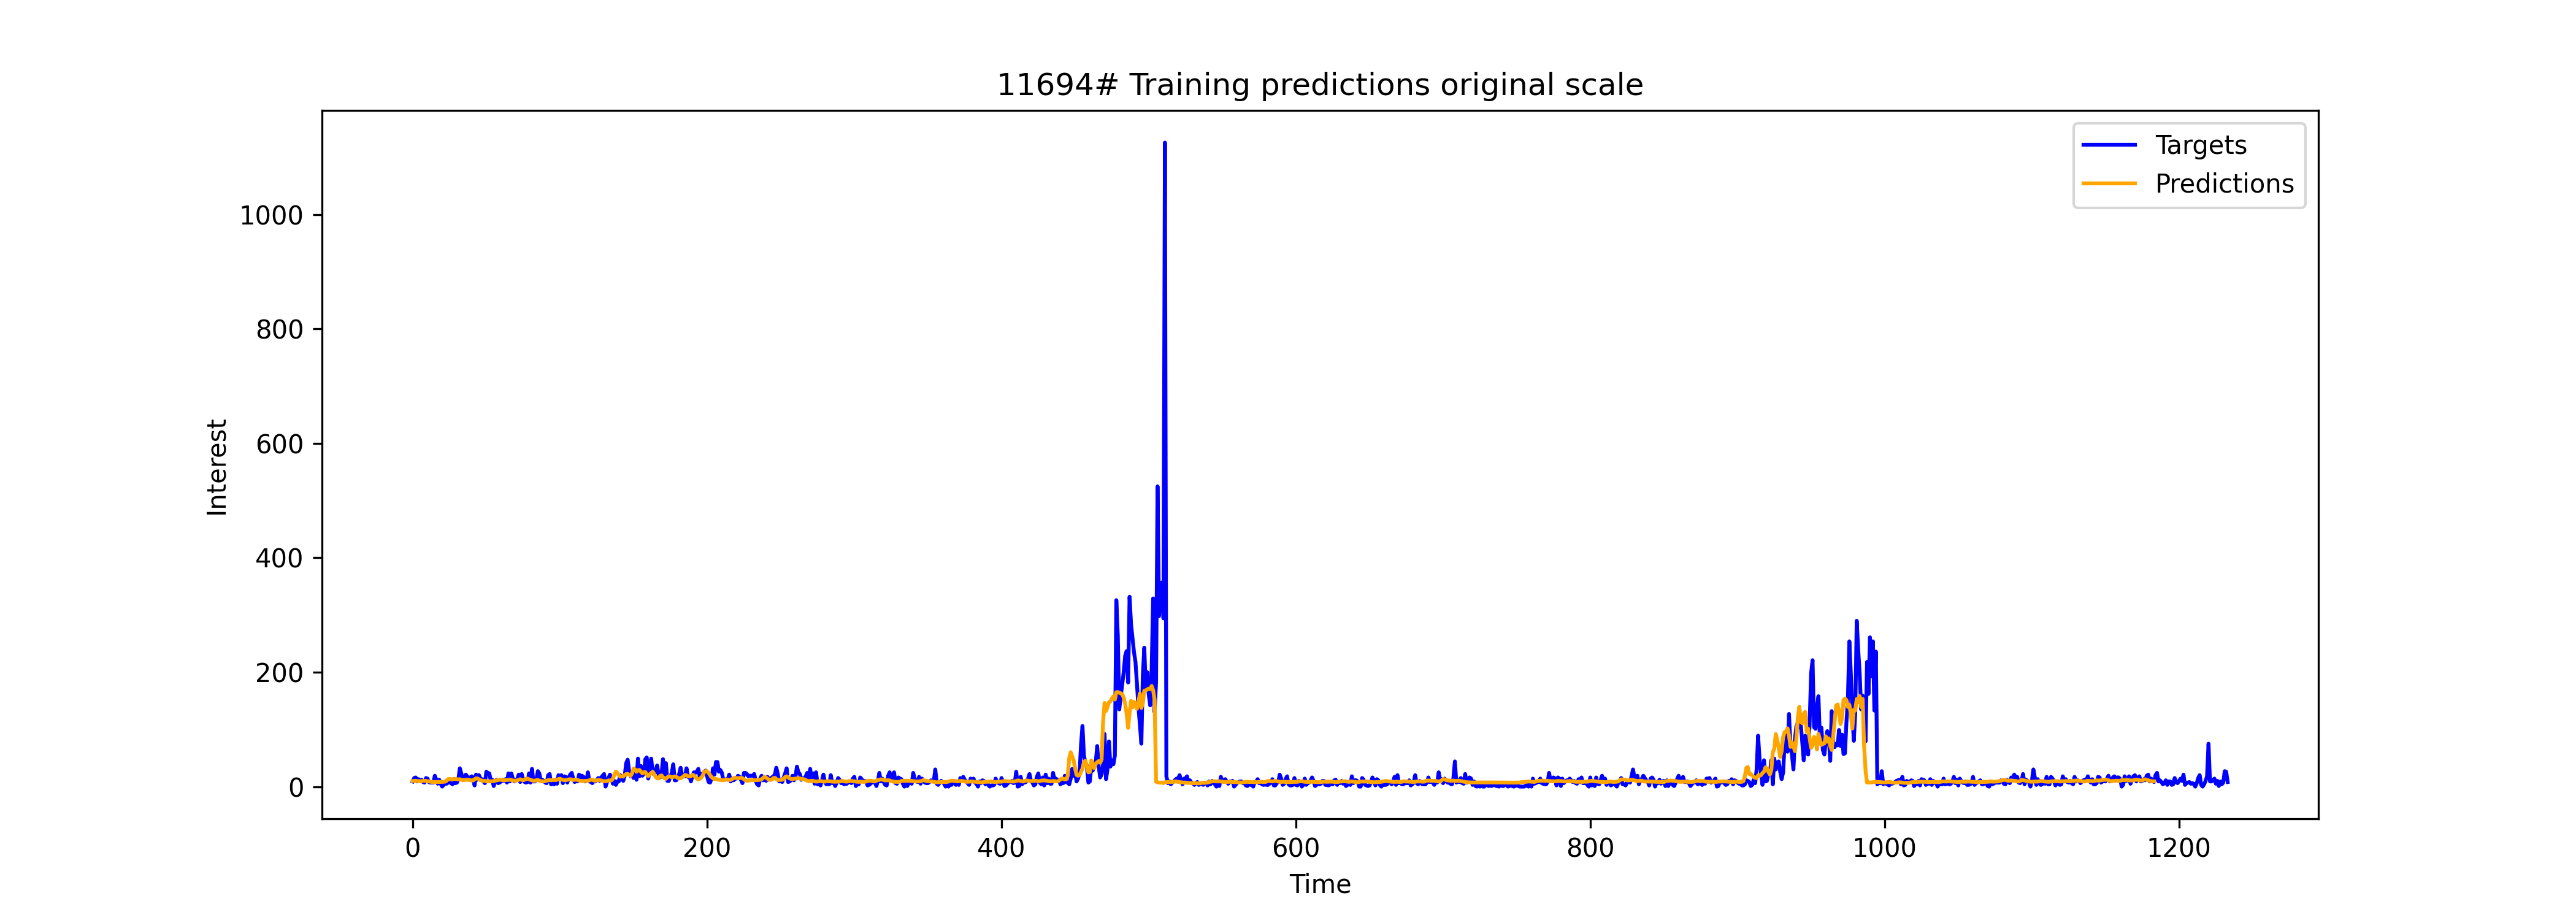 11694# Training predictions original scale
Targets
Predictions
1000
800
600
400
200
0
Interest
0 200 400 600 800 1000 1200
Time